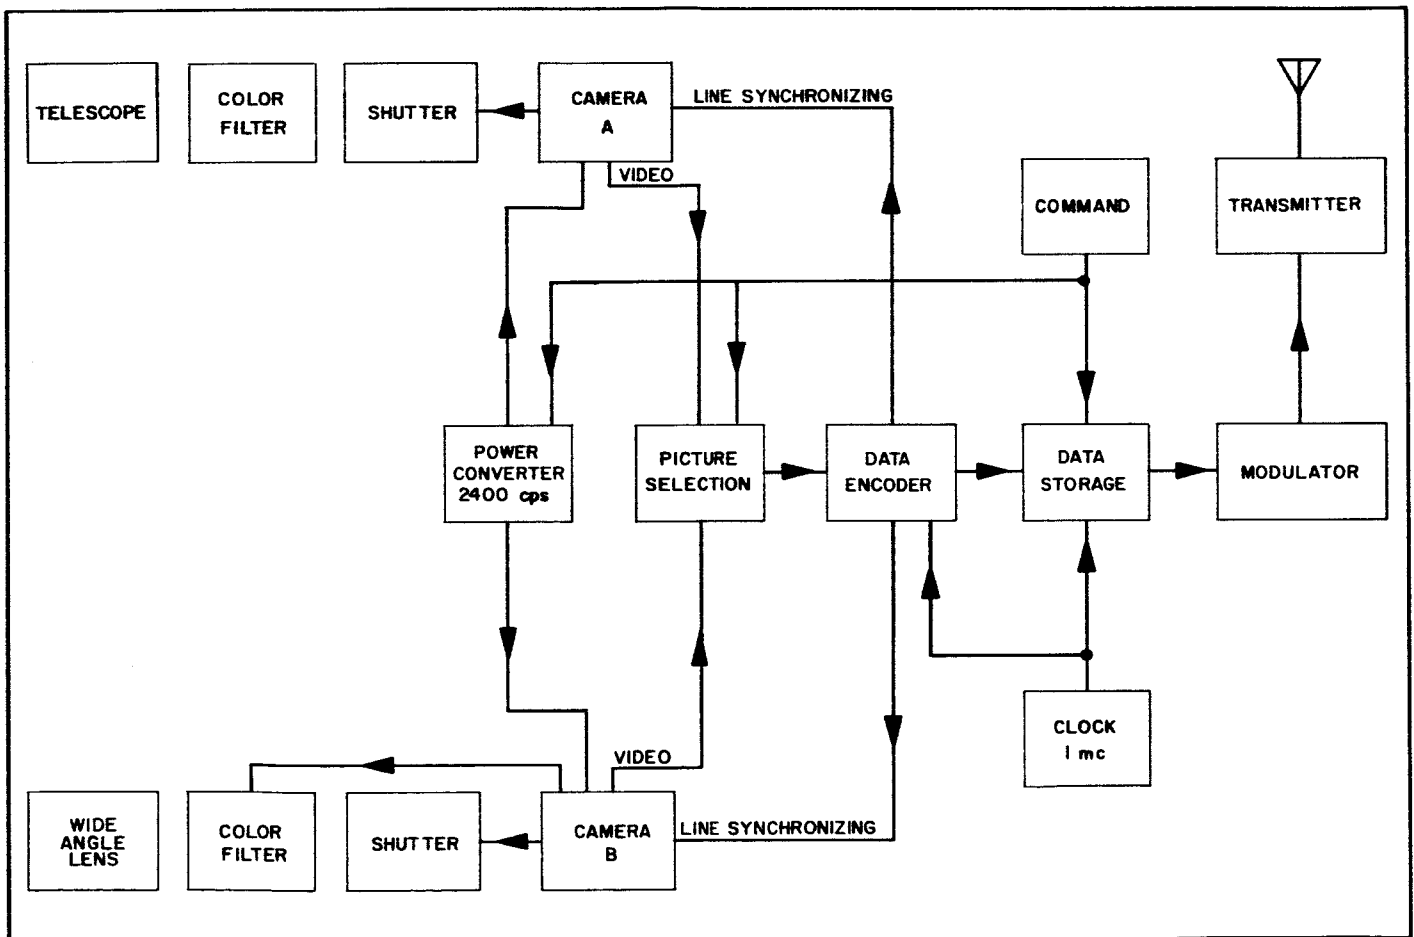 TELESCOPE
COLOR
FILTER
SHUTTER
CAMERA
A
LINE SYNCHRONIZING
VIDEO
COMMAND
TRANSMITTER
POWER
CONVERTER
2400 cps
PICTURE
SELECTION
DATA
ENCODER
DATA
STORAGE
MODULATOR
CLOCK
1 mc
VIDEO
WIDE
ANGLE
LENS
COLOR
FILTER
SHUTTER
CAMERA
B
LINE SYNCHRONIZING